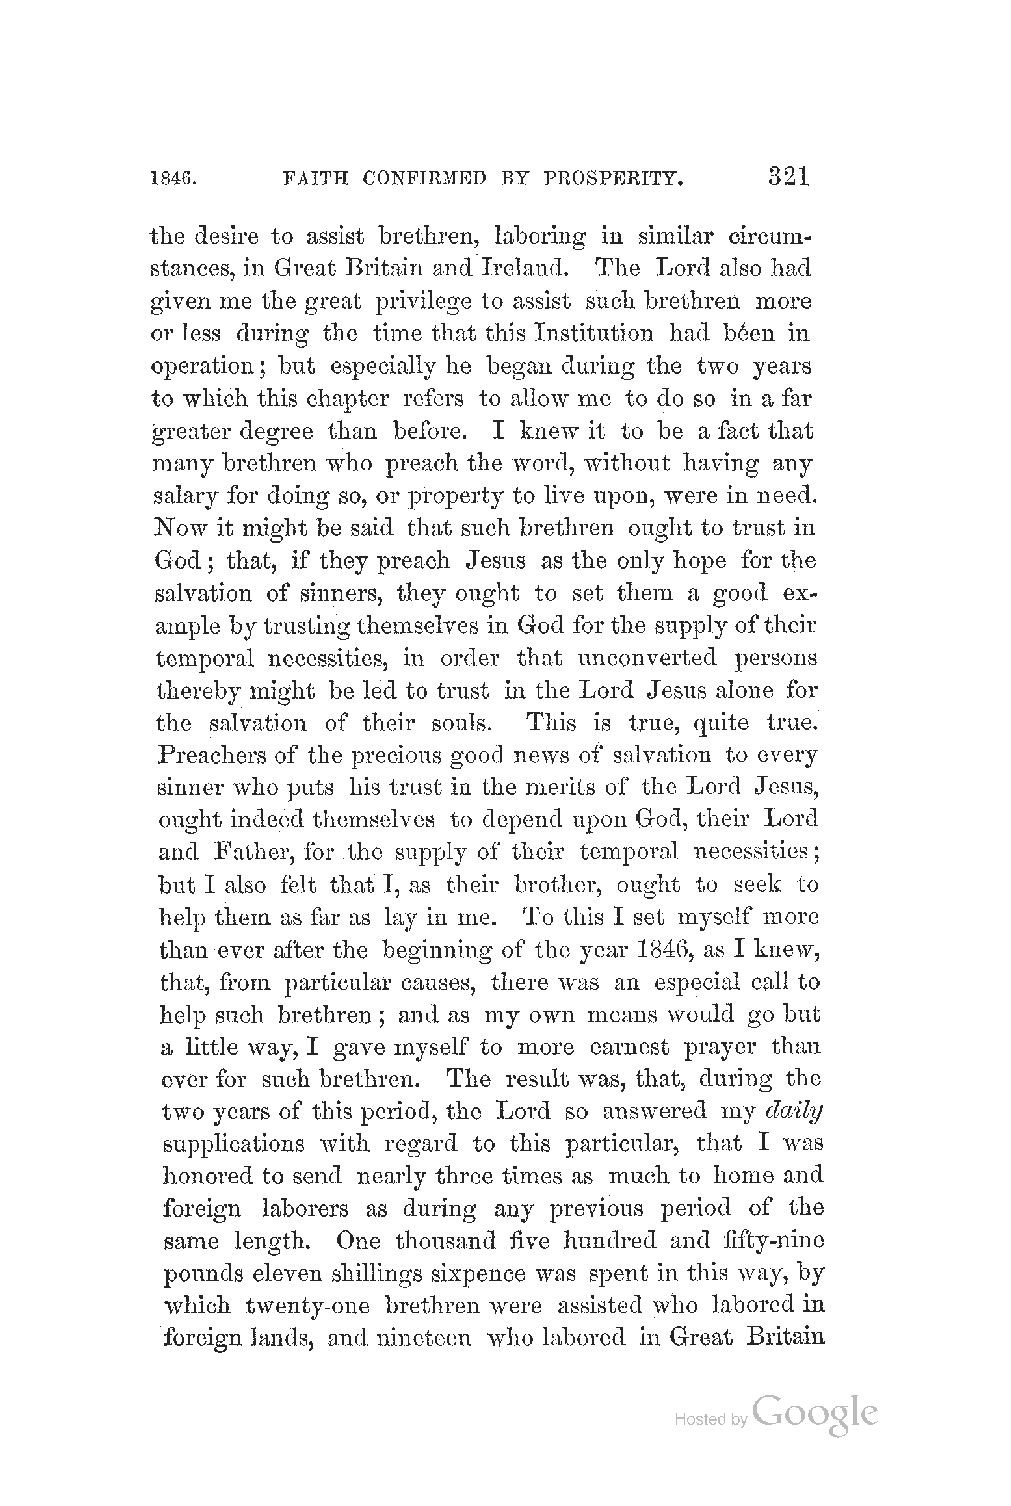 1846. FAITH CONFIRMED BY PROSPERITY. 321
the desire to assist brethren, laboring in similar circum-
stances, in Great Britain and Ireland. The Lord also had
given me the great privilege to assist such brethren more
or less during the time that this Institution had been in
operation; but especially he began during the two years
to which this chapter refers to allow me to do so in a far
greater degree than before. I knew it to be a fact that
many brethren who preach the word, without having any
salary for doing so, or property to live upon, were in need.
Now it might be said that such brethren ought to trust in
God; that, if they preach Jesus as the only hope for the
salvation of sinners, they ought to set them a good ex-
ample by trusting themselves in God for the supply of their
temporal necessities, in order that unconverted persons
thereby might be led to trust in the Lord Jesus alone for
the salvation of their souls. This is true, quite true.
Preachers of the precious good news of salvation to every
sinner who puts his trust in the merits of the Lord Jesus,
ought indeed themselves to depend upon God, their Lord
and Father, for the supply of their temporal necessities;
but I also felt that I, as their brother, ought to seek to
help them as far as lay in me. To this I set myself more
than ever after the beginning of the year 1846, as I knew,
that, from particular causes, there was an especial call to
help such brethren; and as my own means would go but
a little way, I gave myself to more earnest prayer than
ever for such brethren. The result was, that, during the
two years of this period, the Lord so answered my daily
supplications with regard to this particular, that I was
honored to send nearly three times as much to home and
foreign laborers as during any previous period of the
same length. One thousand five hundred and fifty-nine
pounds eleven shillings sixpence was spent in this way, by
which twenty-one brethren were assisted who labored in
foreign lands, and nineteen who labored in Great Britain
Hosted by Google